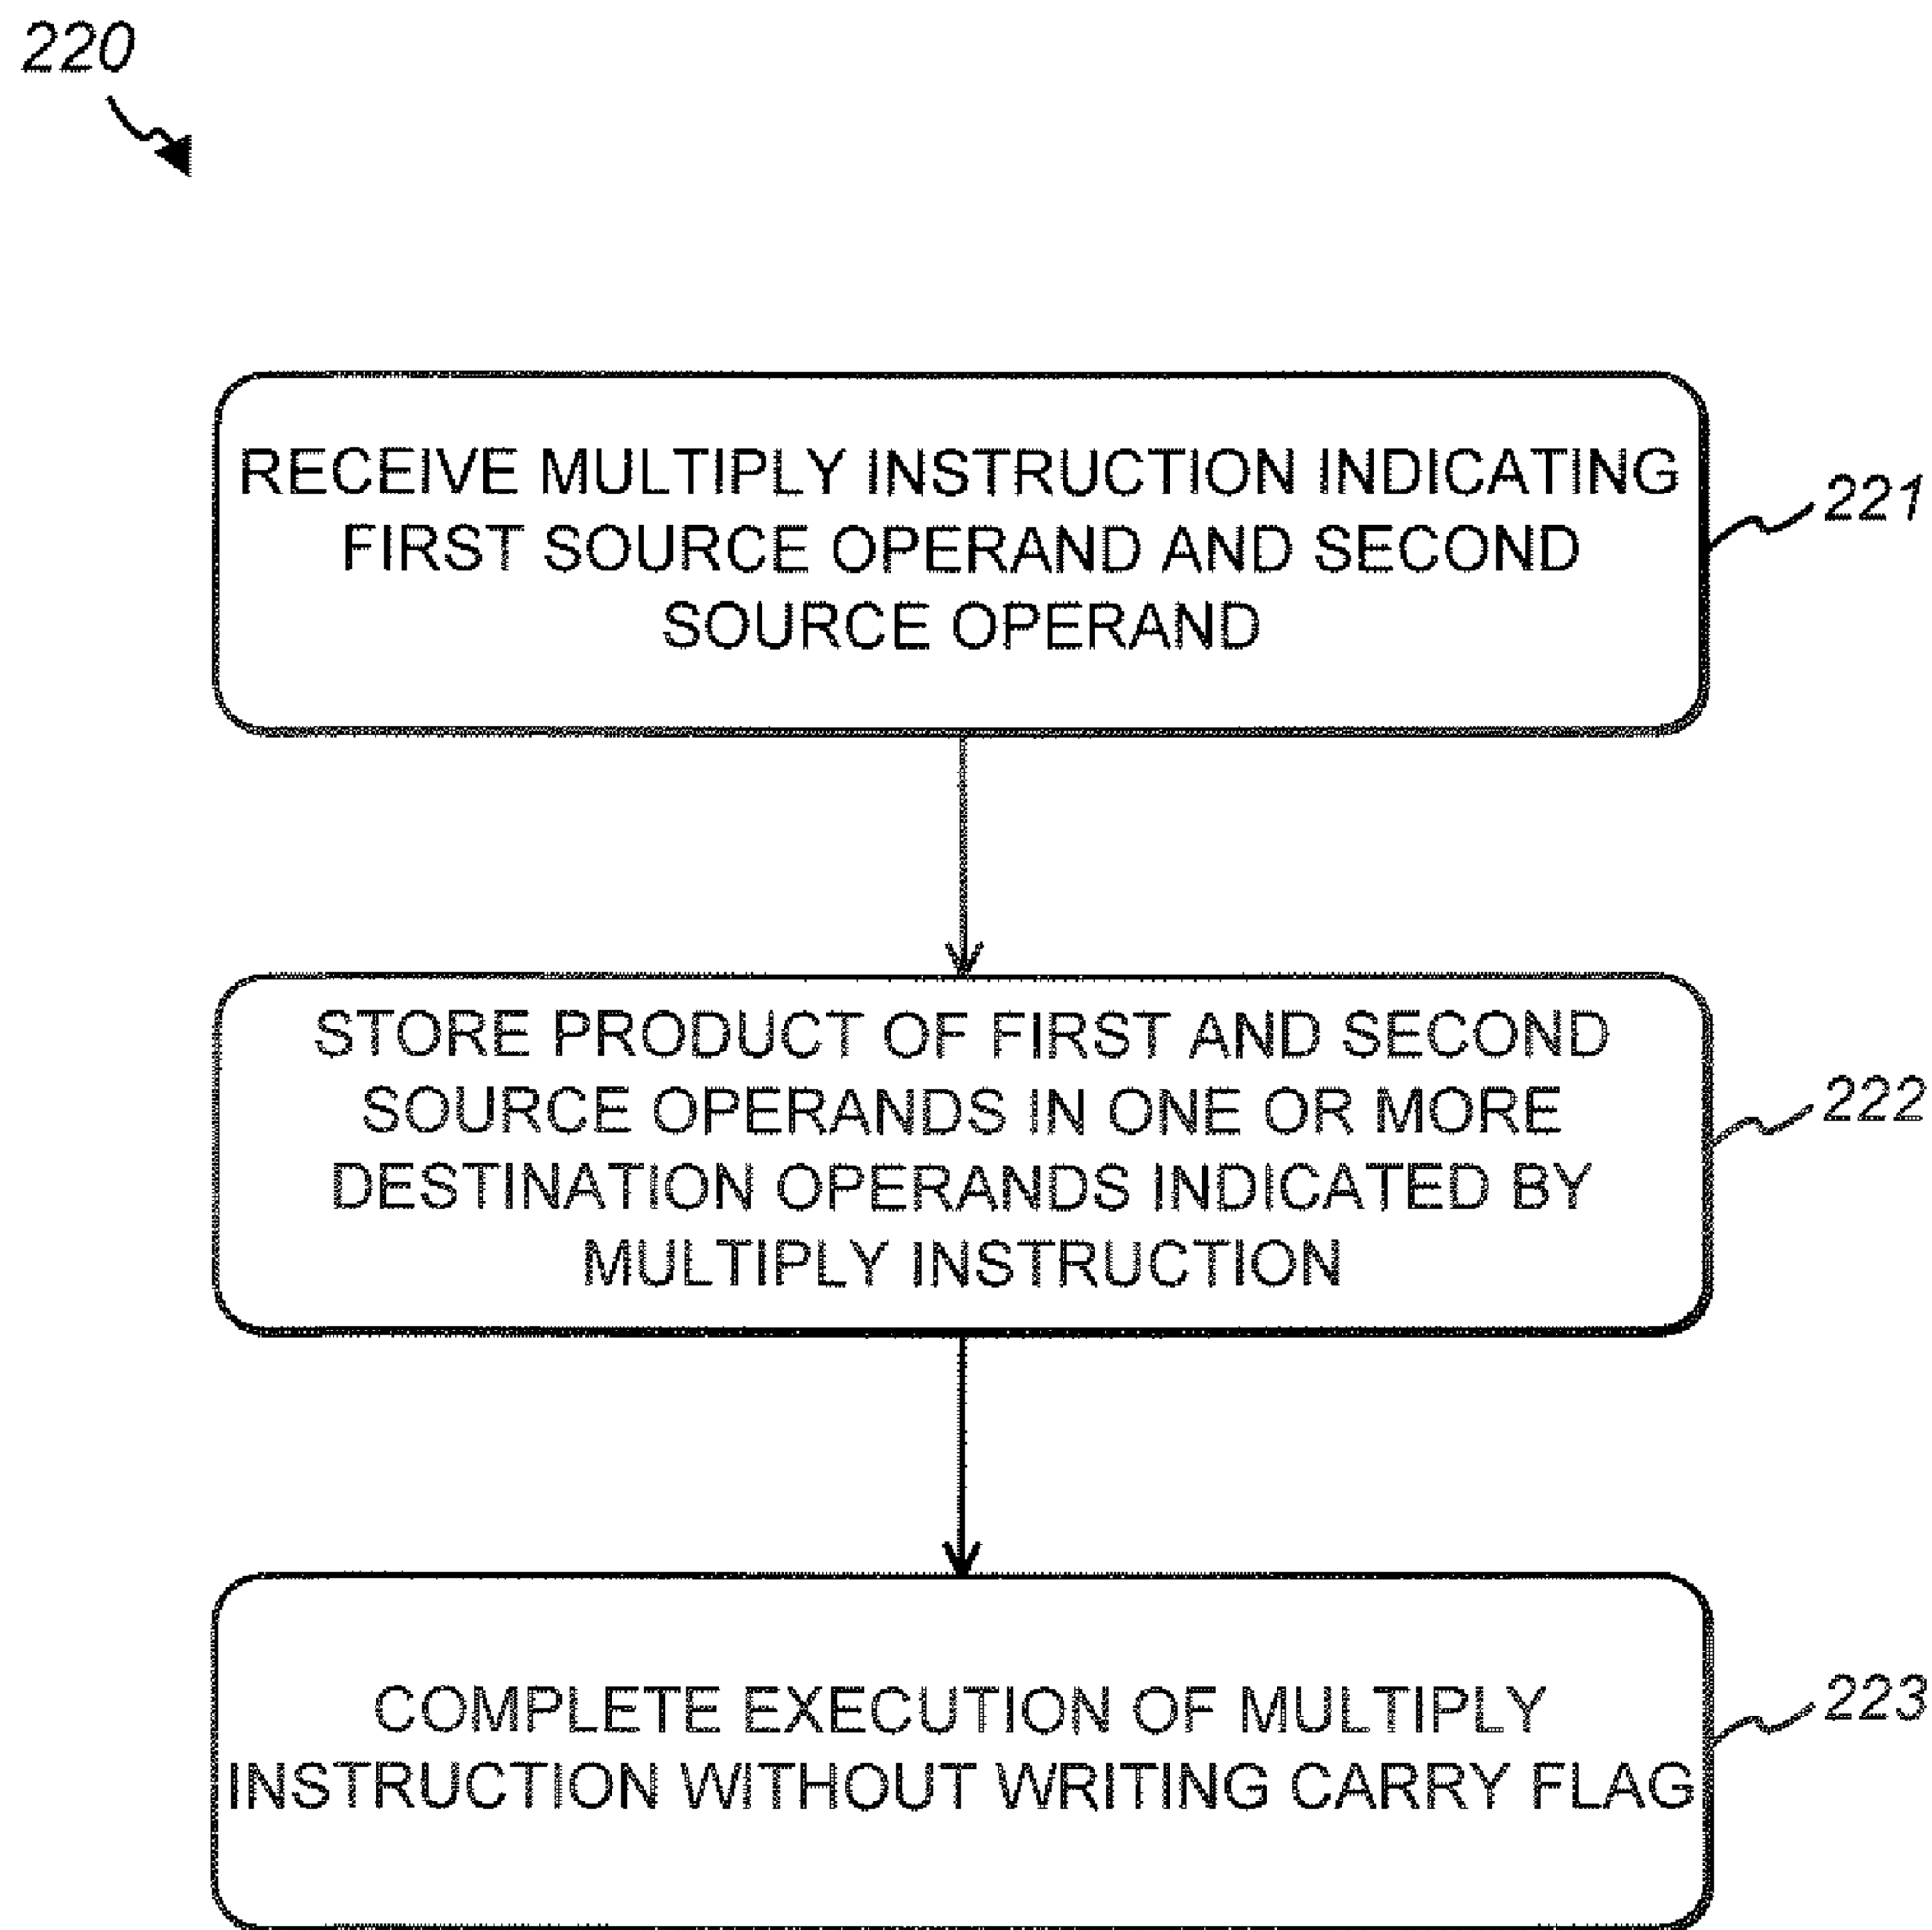 220
RECEIVE MULTIPLY INSTRUCTION INDICATING
FIRST SOURCE OPERAND AND SECOND
SOURCE OPERAND
221
STORE PRODUCT OF FIRST AND SECOND
SOURCE OPERANDS IN ONE OR MORE
DESTINATION OPERANDS INDICATED BY
MULTIPLY INSTRUCTION
222
COMPLETE EXECUTION OF MULTIPLY
INSTRUCTION WITHOUT WRITING CARRY FLAG
223